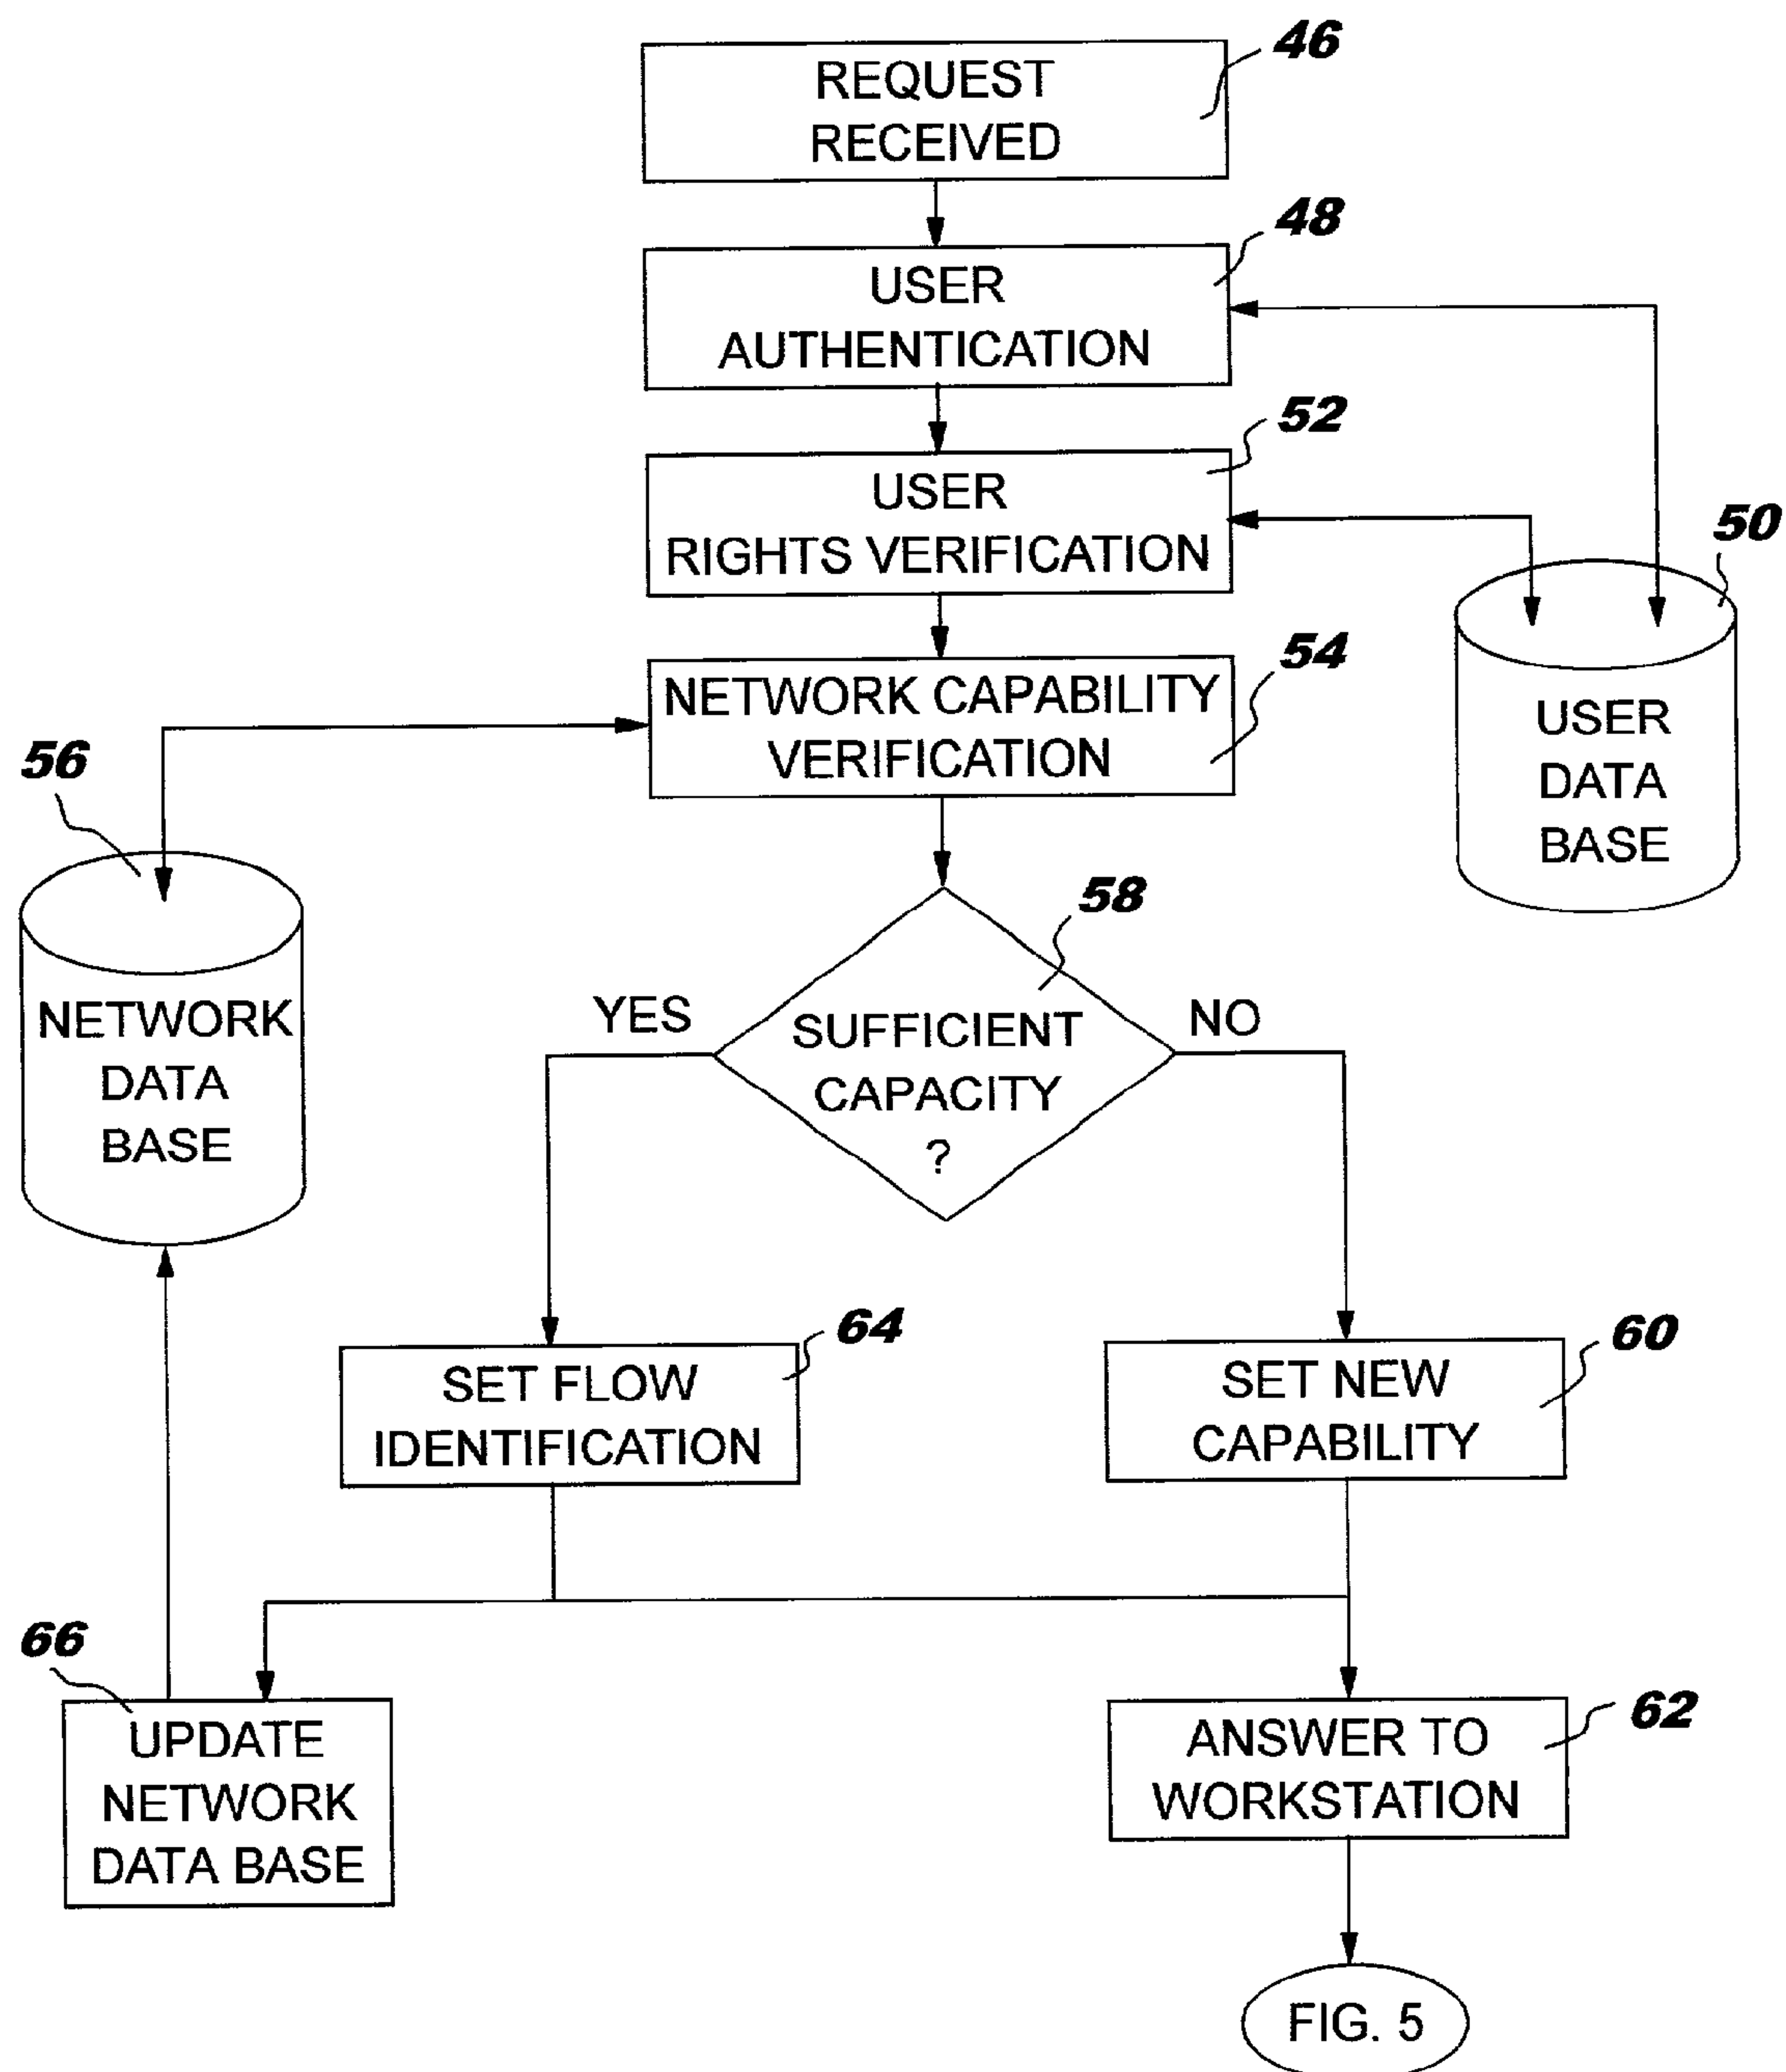 46
REQUEST
RECEIVED
48
USER
AUTHENTICATION
52
USER
RIGHTS VERIFICATION
50
USER
DATA
BASE
54
NETWORK CAPABILITY
VERIFICATION
56
NETWORK
DATA
BASE
58
YES
SUFFICIENT
CAPACITY
?
NO
64
SET FLOW
IDENTIFICATION
60
SET NEW
CAPABILITY
66
UPDATE
NETWORK
DATA BASE
62
ANSWER TO
WORKSTATION
FIG. 5